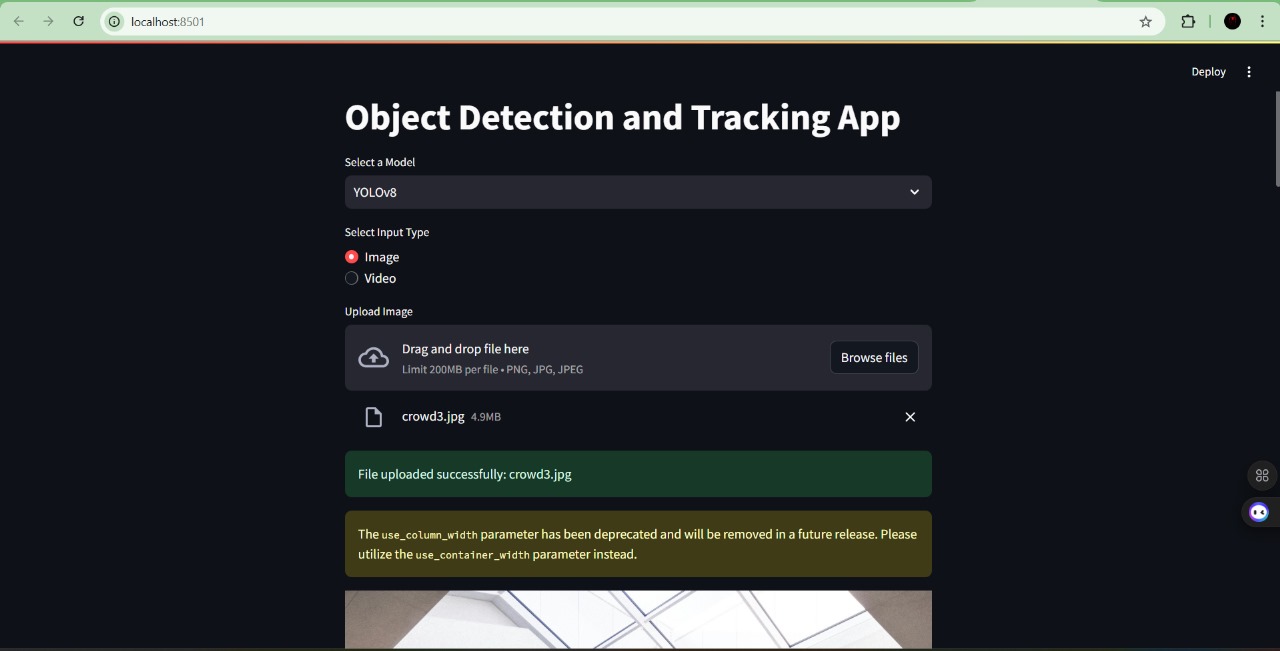 localhost:8501
Deploy
Object Detection and Tracking App
Select a Model
YOLOv8
Select Input Type
Image
Video
Upload Image
Drag and drop file here
Limit 200MB per file • PNG, JPG, JPEG
Browse files
crowd3.jpg 4.9MB
File uploaded successfully: crowd3.jpg
The use_column_width parameter has been deprecated and will be removed in a future release. Please
utilize the use_container_width parameter instead.